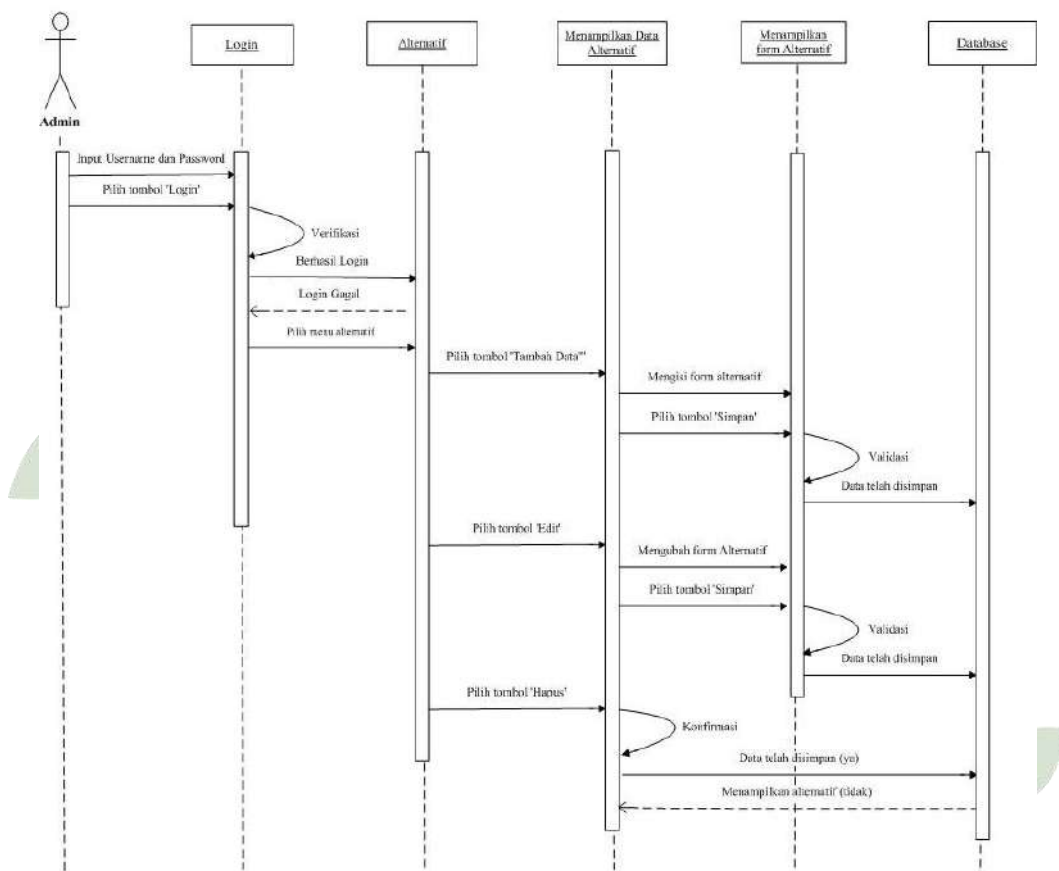 Login
Alternatif
Menampilkan Data
Alternatif
Menampilkan
form Alternatif
Database
Admin
Input Username dan Password
Pilih tombol 'Login'
Verifikasi
Berhasil Login
Login Gagal
Pilih menu alternatif
Pilih tombol 'Tambah Data"'
Mengisi form alternatif
Pilih tombol 'Simpan'
Validasi
Data telah disimpan
Pilih tombol 'Edit'
Mengubah form Alternatif
Pilih tombol 'Simpan'
Validasi
Data telah disimpan
Pilih tombol 'Hapus'
Konfirmasi
Data telah disimpan (ya)
Menampilkan alternatif (tidak)